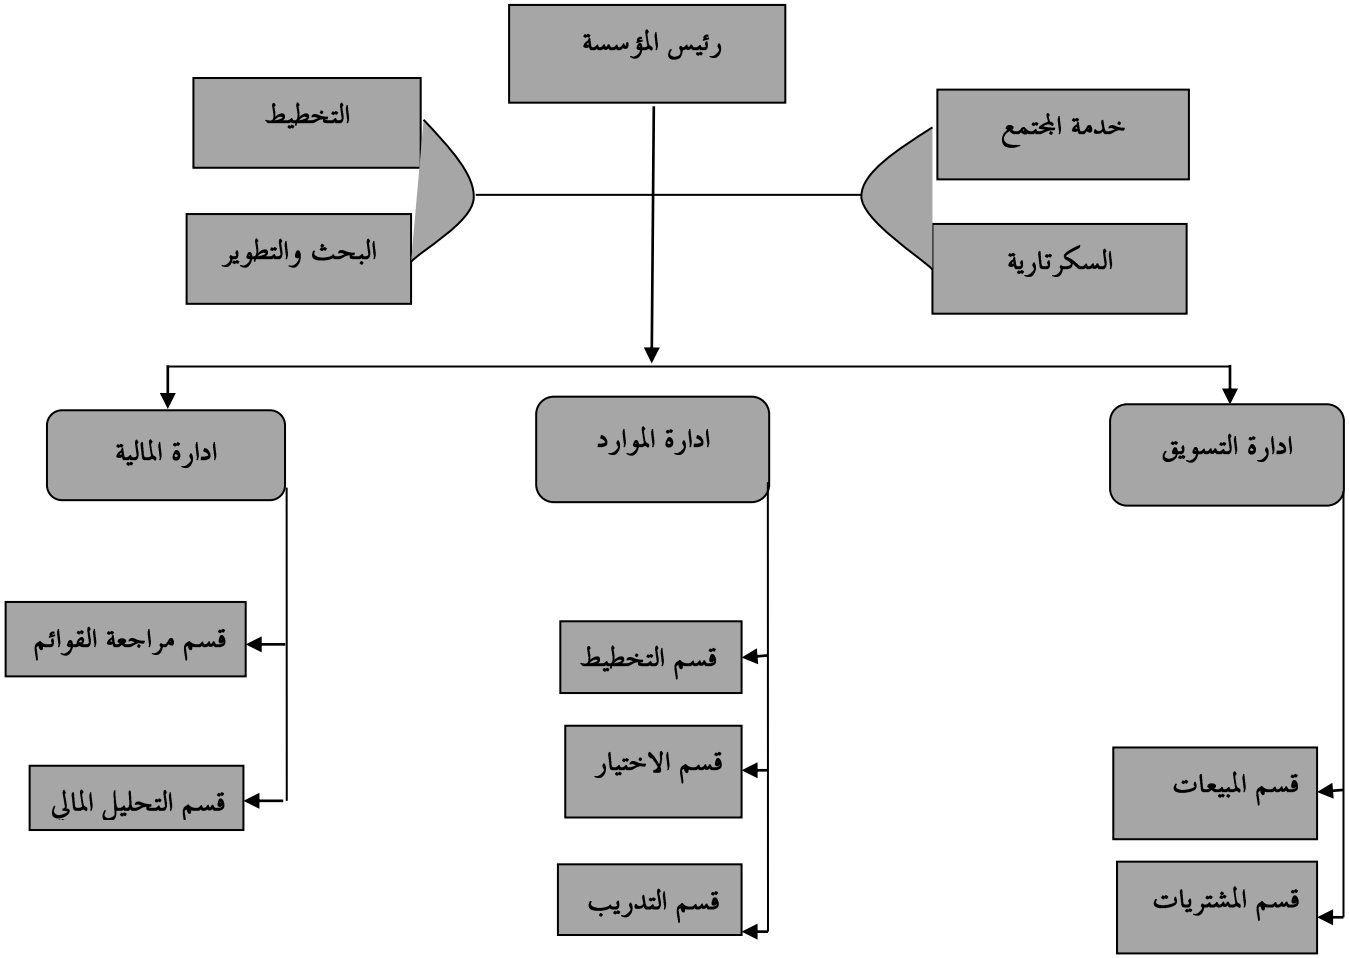 رئيس المؤسسة
خدمة المجتمع
التخطيط
السكرتارية
البحث والتطوير
ادارة التسويق
ادارة الموارد
ادارة المالية
قسم المبيعات
قسم المشتريات
قسم التخطيط
قسم الاختيار
قسم التدريب
قسم مراجعة القوائم
قسم التحليل المالي